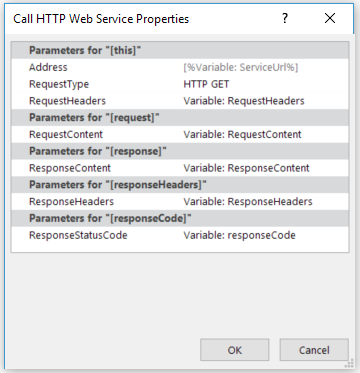 Call HTTP Web Service Properties
Parameters for "[this]"
Address [%Variable: ServiceUrl%]
RequestType HTTP GET
RequestHeaders Variable: RequestHeaders
Parameters for "[request]"
RequestContent Variable: RequestContent
Parameters for "[response]"
ResponseContent Variable: ResponseContent
Parameters for "[responseHeaders]"
ResponseHeaders Variable: ResponseHeaders
Parameters for "[responseCode]"
ResponseStatusCode Variable: responseCode
OK Cancel